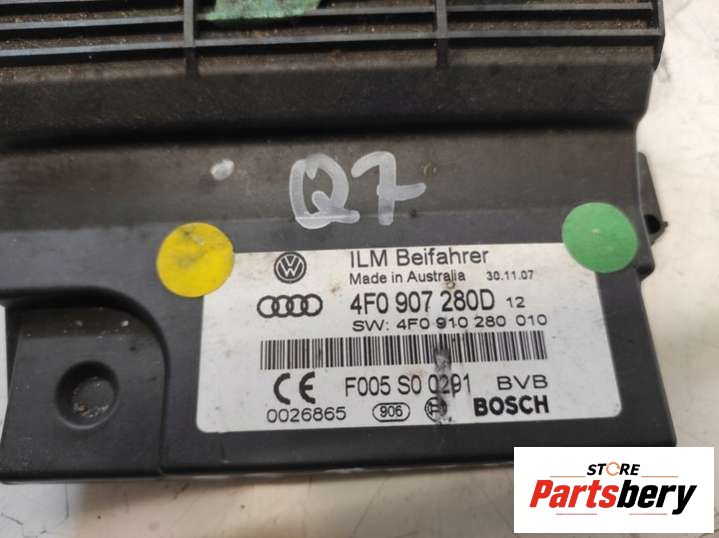 Q7
ILM Beifahrer
Made in Australia 30.11.07
4F0 907 280D 12
SW: 4F0 910 280 010
F005 S0 0291 BVB
0026865 906 BOSCH
STORE
Partsbery